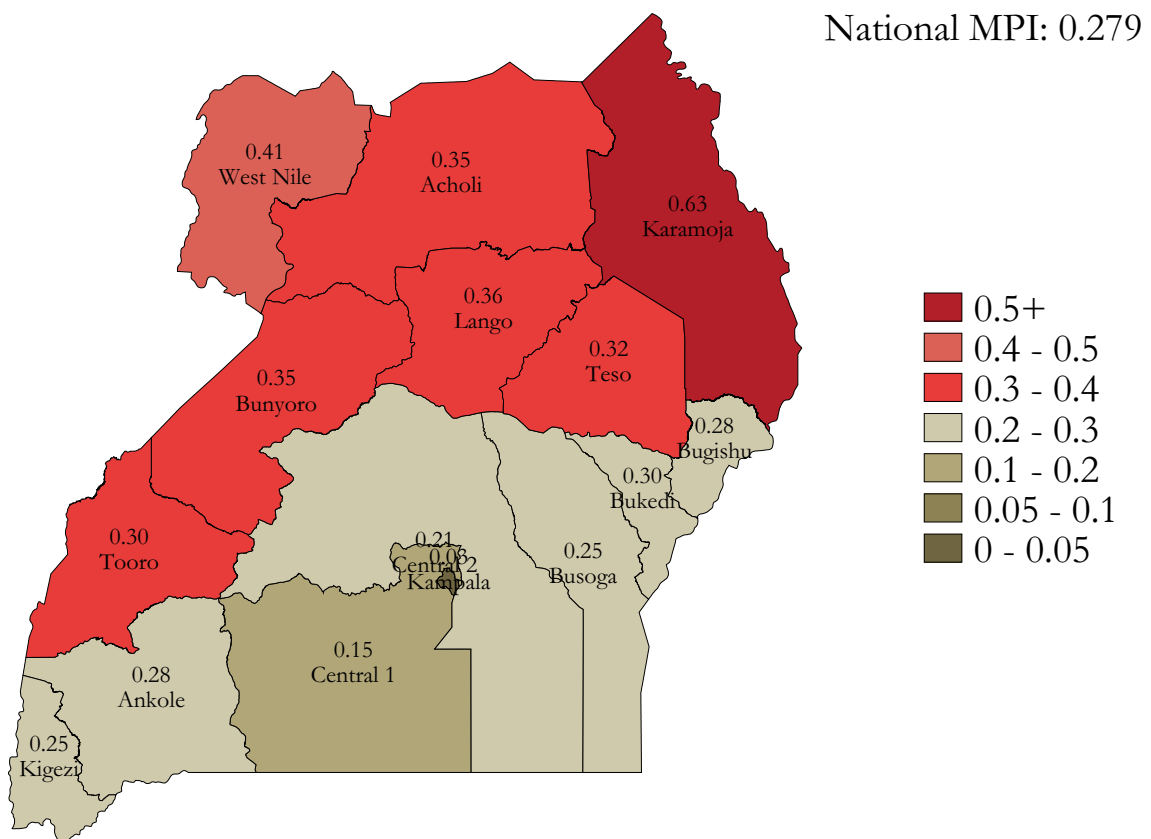 National MPI: 0.279
0.41
West Nile
0.35
Acholi
0.63
Karamoja
0.36
Lango
0.32
Teso
0.35
Bunyoro
0.28
Bugishu
0.30
Bukedi
0.30
Tooro
0.21
Central 2
0.03
Kampala
0.25
Busoga
0.15
Central 1
0.28
Ankole
0.25
Kigezi
0.5+
0.4 - 0.5
0.3 - 0.4
0.2 - 0.3
0.1 - 0.2
0.05 - 0.1
0 - 0.05